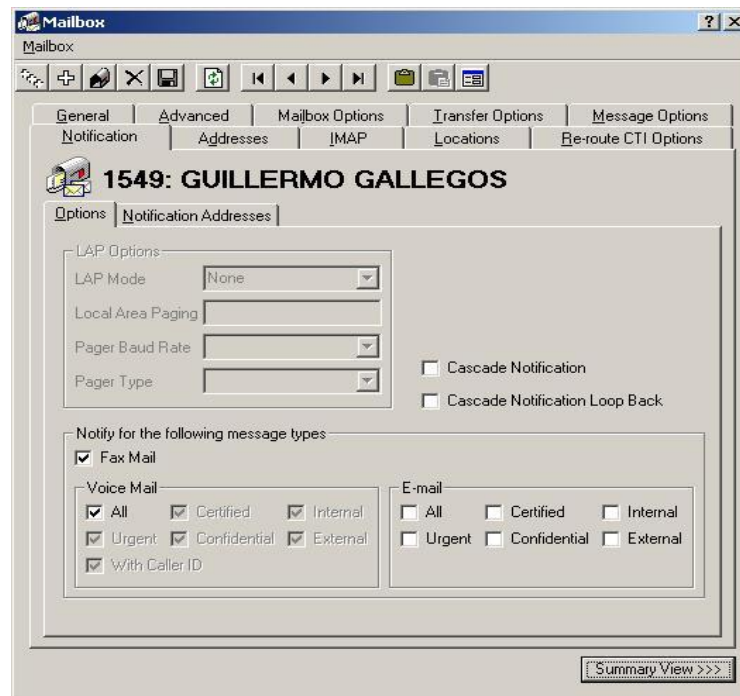 Mailbox
Mailbox
General Advanced Mailbox Options Transfer Options Message Options
Notification Addresses IMAP Locations Re-route CTI Options
1549: GUILLERMO GALLEGOS
Options Notification Addresses
LAP Options
LAP Mode None
Local Area Paging
Pager Baud Rate
Pager Type
Cascade Notification
Cascade Notification Loop Back
Notify for the following message types
Fax Mail
Voice Mail
All Certified Internal
Urgent Confidential External
With Caller ID
E-mail
All Certified Internal
Urgent Confidential External
Summary View >>>